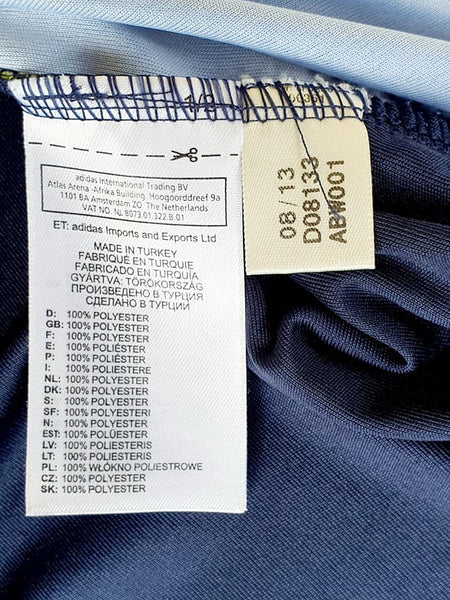 1/3
adidas International Trading BV
Atlas Arena -Afrika Building Hoogoorddreef 9a
1101 BA Amsterdam ZO. The Netherlands
VAT NO. NL 8073.01.322.B.01
ET: adidas Imports and Exports Ltd
MADE IN TURKEY
FABRIQUÉ EN TURQUIE
FABRICADO EN TURQUÍA
GYÁRTVA: TÖRÖKORSZÁG
ПРОИЗВЕДЕНО В ТУРЦИЯ
СДЕЛАНО В ТУРЦИИ
D: 100% POLYESTER
GB: 100% POLYESTER
F: 100% POLYESTER
E: 100% POLIÉSTER
P: 100% POLIÉSTER
I: 100% POLIESTERE
NL: 100% POLYESTER
DK: 100% POLYESTER
S: 100% POLYESTER
SF: 100% POLYESTERI
N: 100% POLYESTER
EST: 100% POLÜESTER
LV: 100% POLIESTERIS
LT: 100% POLIESTERIS
PL: 100% WŁÓKNO POLIESTROWE
CZ: 100% POLYESTER
SK: 100% POLYESTER
08/13
D08133
ABW001